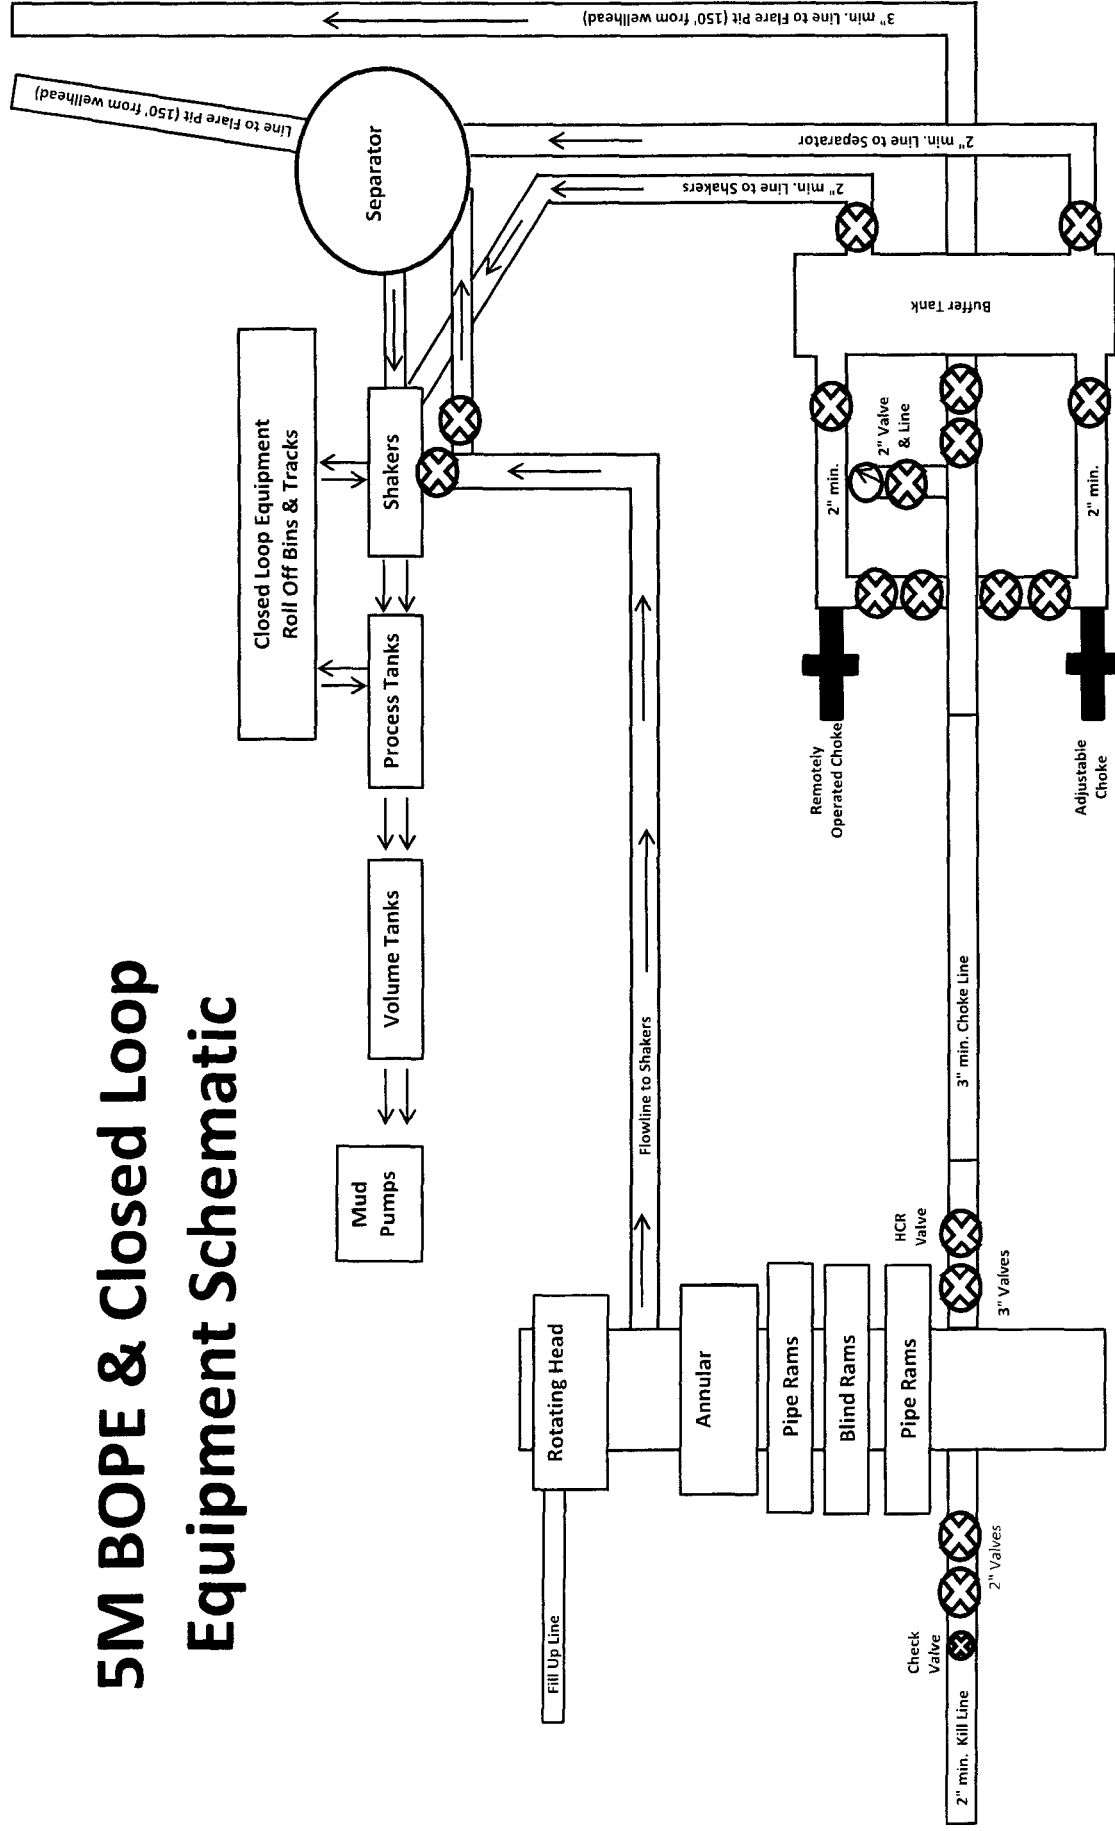 5M BOPE & Closed Loop
Equipment Schematic
Closed Loop Equipment
Roll Off Bins & Tracks
Mud
Pumps
Volume Tanks
Process Tanks
Shakers
Separator
Line to Flare Pit (150' from wellhead)
3" min. Line to Flare Pit (150' from wellhead)
2" min. Line to Separator
2" min. Line to Shakers
Fill Up Line
Rotating Head
Flowline to Shakers
Annular
Pipe Rams
Blind Rams
Pipe Rams
2" min. Kill Line
Check
Valve
2" Valves
3" Valves
HCR
Valve
3" min. Choke Line
Remotely
Operated Choke
Adjustable
Choke
2" min.
2" Valve
& Line
2" min.
Buffer Tank